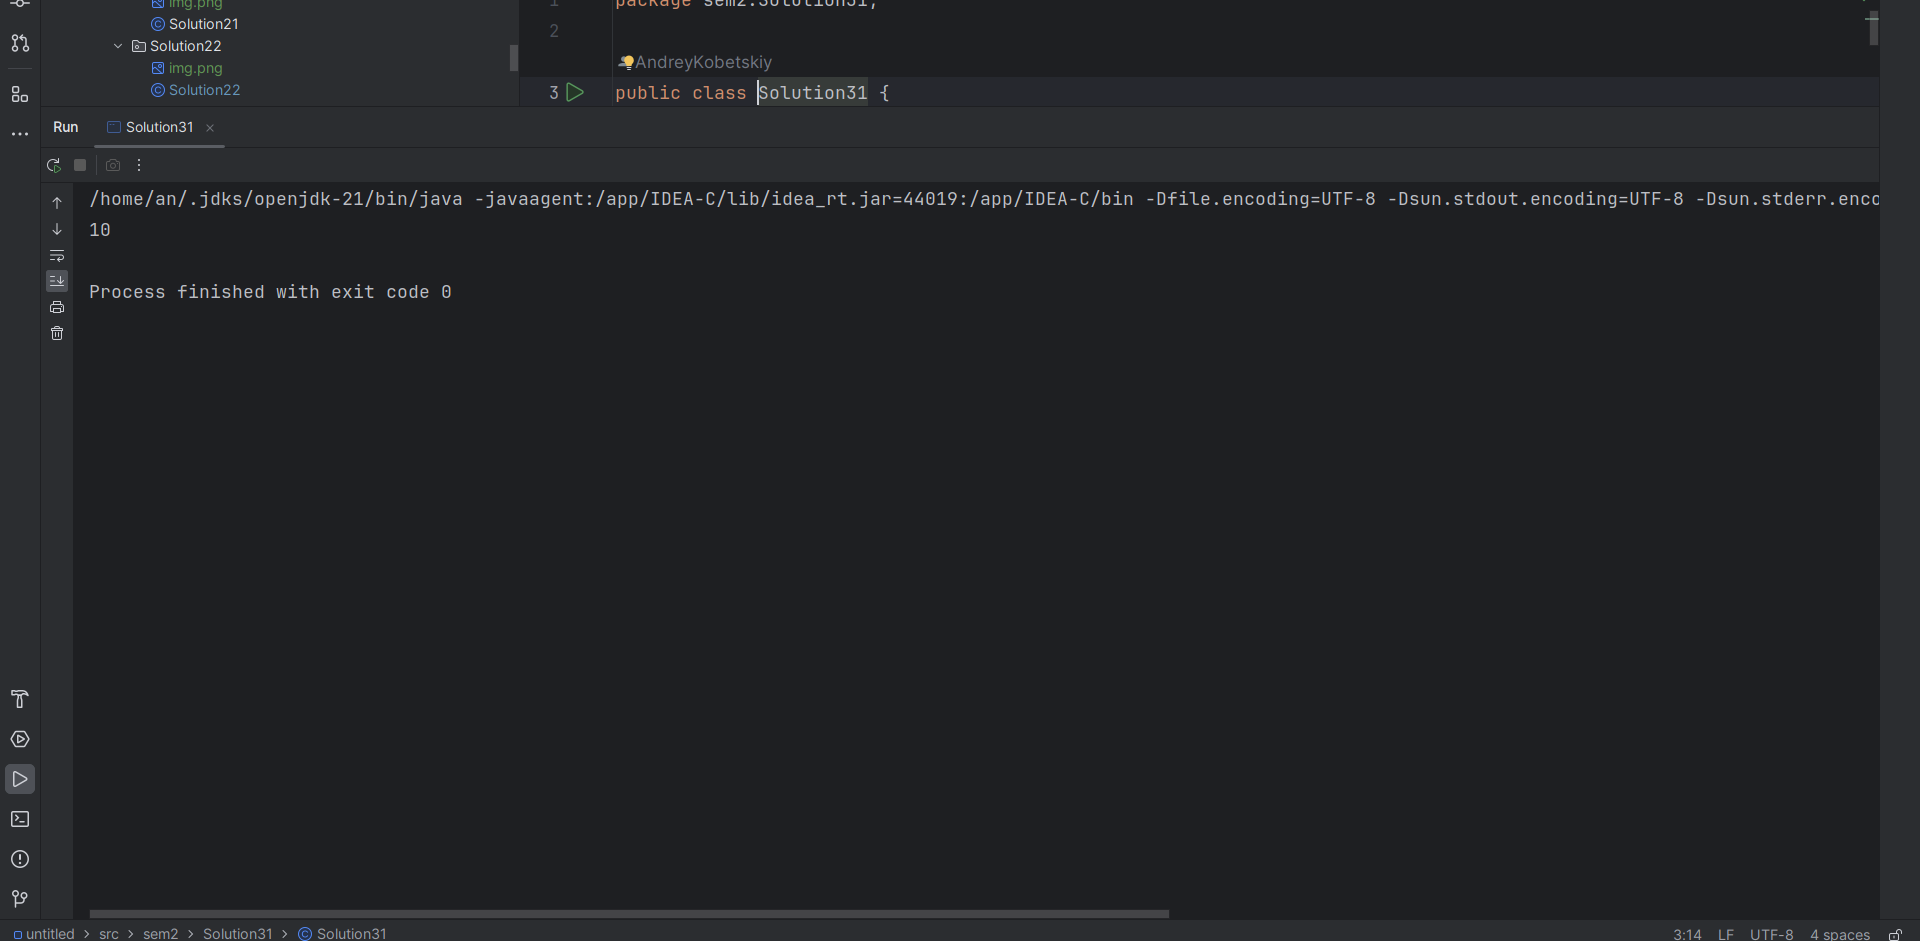 img.png
Solution21
Solution22
img.png
Solution22
1 package sem2.Solution31;
2
AndreyKobetskiy
3 public class Solution31 {
Run Solution31
/home/an/.jdks/openjdk-21/bin/java -javaagent:/app/IDEA-C/lib/idea_rt.jar=44019:/app/IDEA-C/bin -Dfile.encoding=UTF-8 -Dsun.stdout.encoding=UTF-8 -Dsun.stderr.enco
10
Process finished with exit code 0
untitled > src > sem2 > Solution31 > Solution31 3:14 LF UTF-8 4 spaces